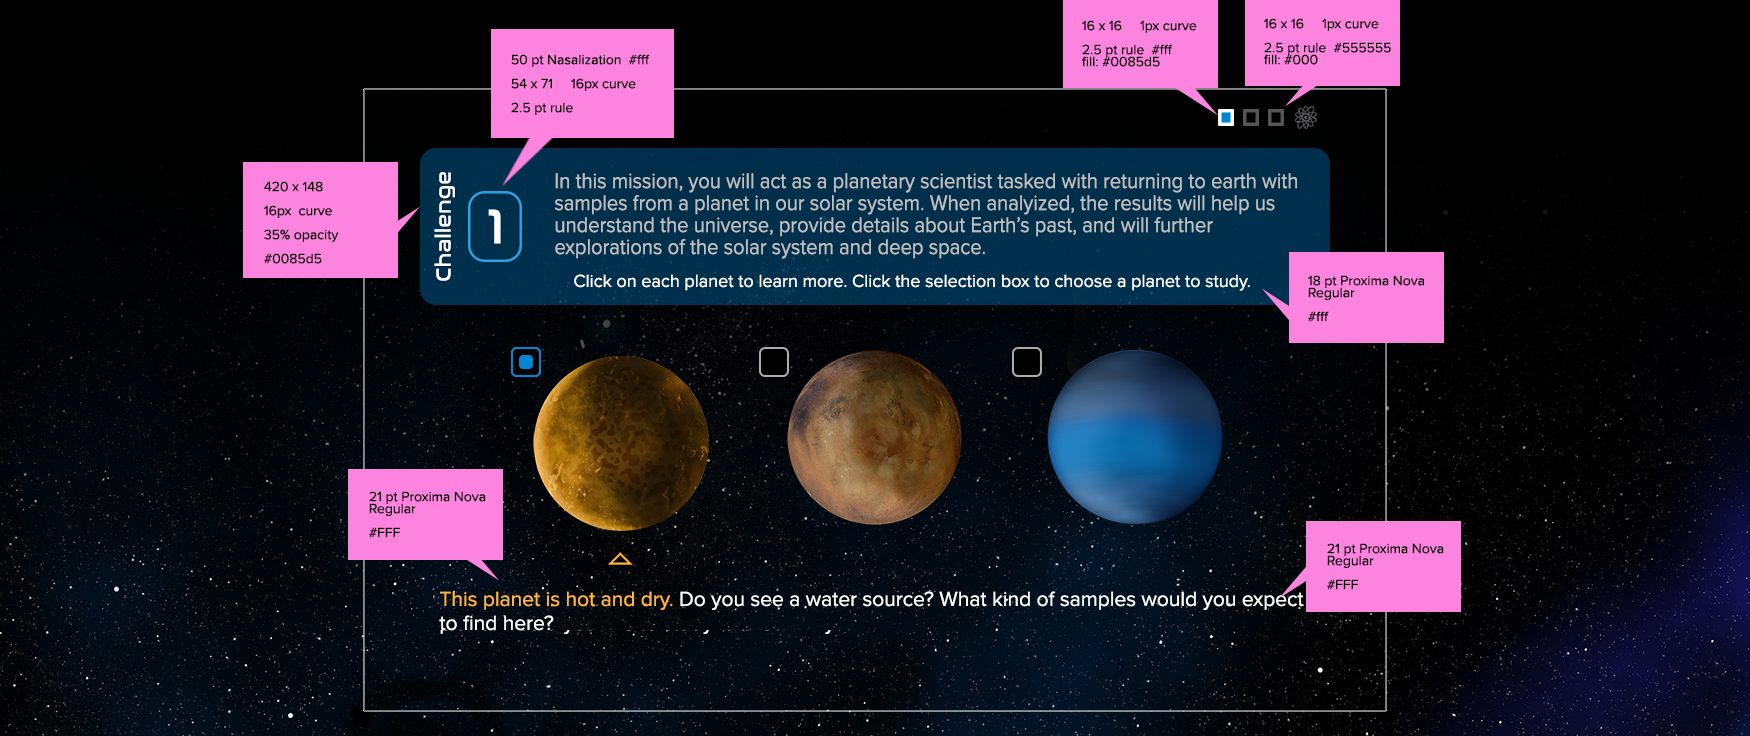 16 x 16 1px curve
2.5 pt rule #fff
fill: #0085d5
16 x 16 1px curve
2.5 pt rule #555555
fill: #000
50 pt Nasalization #fff
54 x 71 16px curve
2.5 pt rule
420 x 148
16px curve
35% opacity
#0085d5
Challenge
1
In this mission, you will act as a planetary scientist tasked with returning to earth with
samples from a planet in our solar system. When analyized, the results will help us
understand the universe, provide details about Earth's past, and will further
explorations of the solar system and deep space.
Click on each planet to learn more. Click the selection box to choose a planet to study.
18 pt Proxima Nova
Regular
#fff
21 pt Proxima Nova
Regular
#FFF
21 pt Proxima Nova
Regular
#FFF
This planet is hot and dry. Do you see a water source? What kind of samples would you expect
to find here?